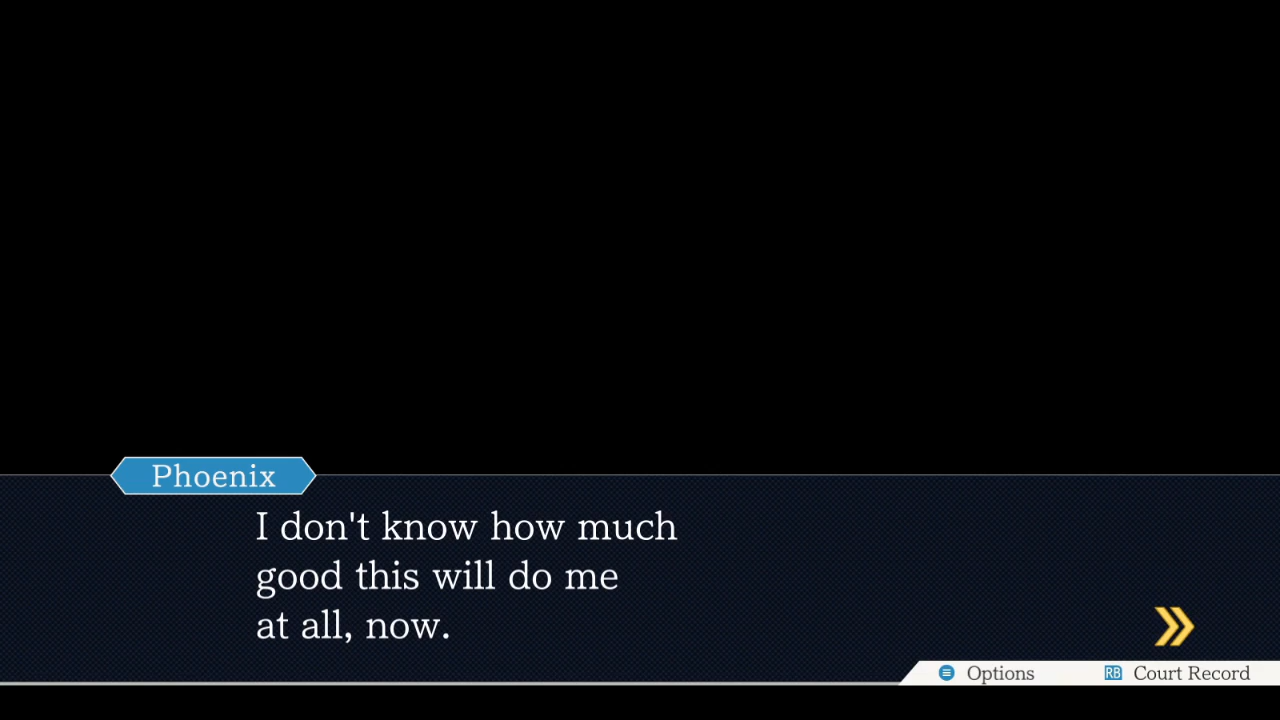 Phoenix
I don't know how much
good this will do me
at all, now.
Options
RB Court Record